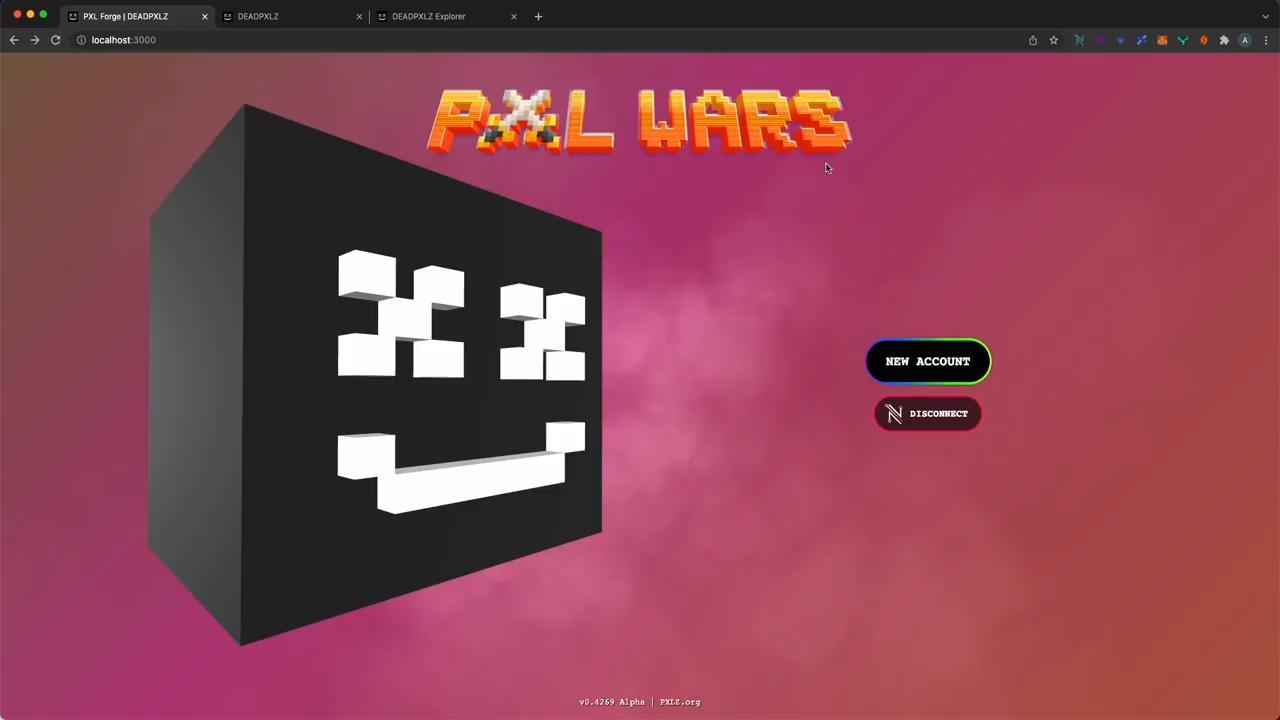 PXL Forge | DEADPXLZ
DEADPXLZ
DEADPXLZ Explorer
localhost:3000
A
PXL WARS
NEW ACCOUNT
DISCONNECT
v0.4269 Alpha | PXLZ.org